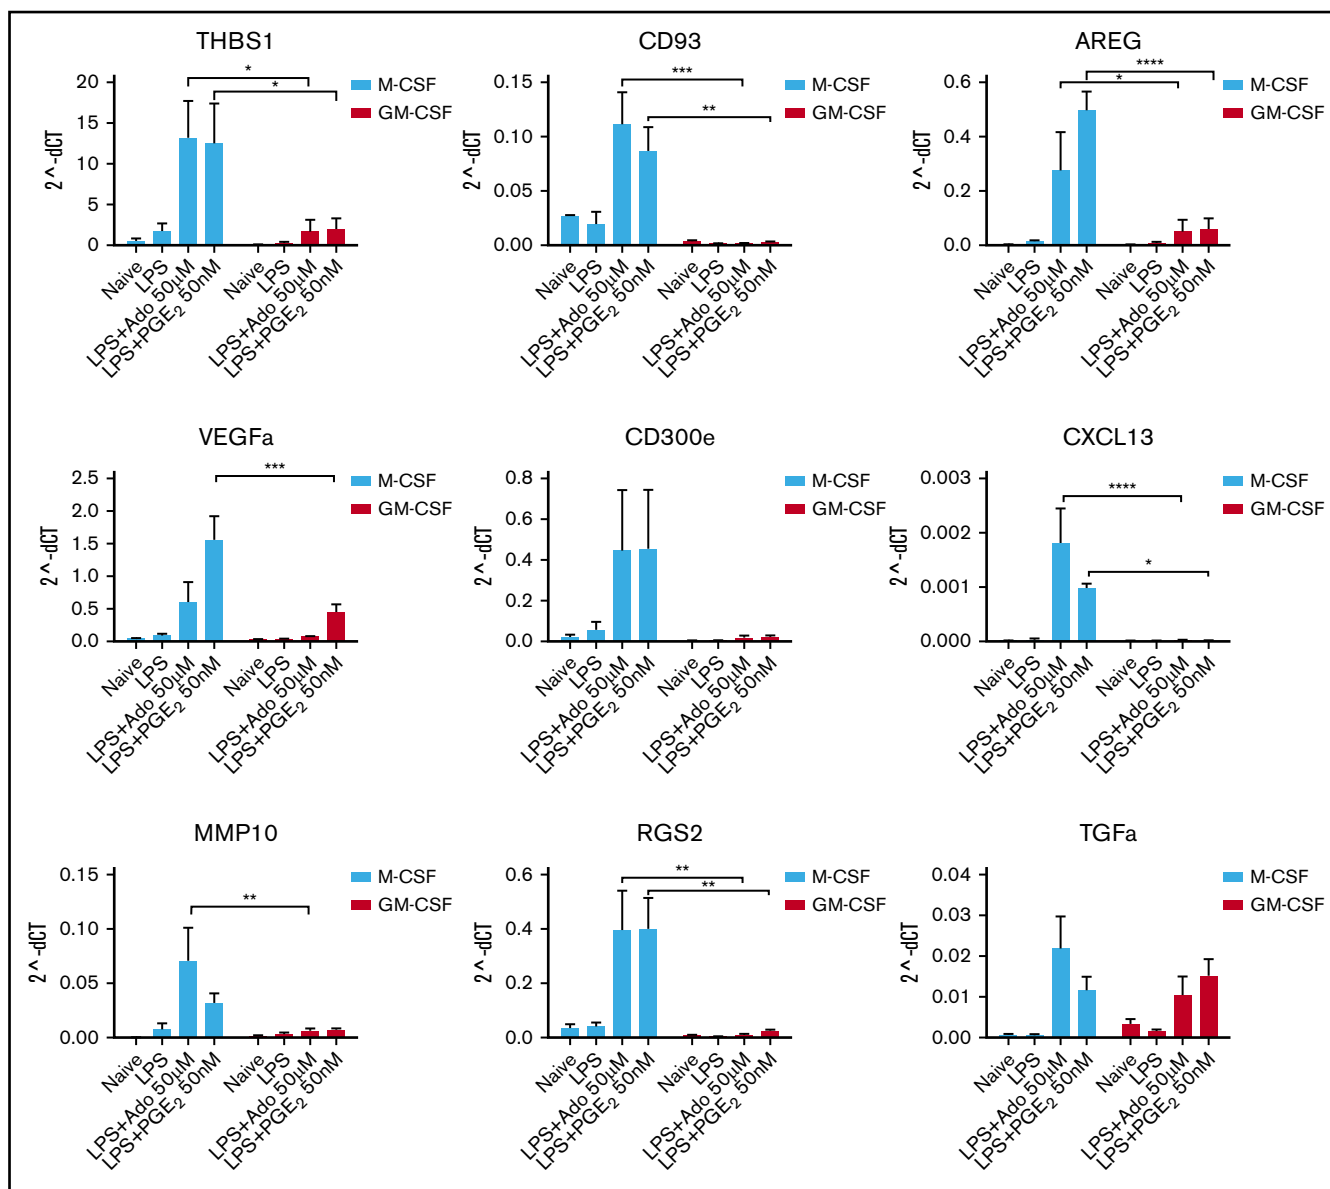 THBS1
20
15
10
5
0
2^-dCT
*
*
M-CSF
GM-CSF
Naive
LPS
LPS+Ado 50µM
LPS+PGE₂ 50nM
Naive
LPS
LPS+Ado 50µM
LPS+PGE₂ 50nM
CD93
0.15
0.10
0.05
0.00
2^-dCT
***
**
M-CSF
GM-CSF
Naive
LPS
LPS+Ado 50µM
LPS+PGE₂ 50nM
Naive
LPS
LPS+Ado 50µM
LPS+PGE₂ 50nM
AREG
0.6
0.4
0.2
0.0
2^-dCT
****
*
M-CSF
GM-CSF
Naive
LPS
LPS+Ado 50µM
LPS+PGE₂ 50nM
Naive
LPS
LPS+Ado 50µM
LPS+PGE₂ 50nM
VEGFa
2.5
2.0
1.5
1.0
0.5
0.0
2^-dCT
***
M-CSF
GM-CSF
Naive
LPS
LPS+Ado 50µM
LPS+PGE₂ 50nM
Naive
LPS
LPS+Ado 50µM
LPS+PGE₂ 50nM
CD300e
0.8
0.6
0.4
0.2
0.0
2^-dCT
M-CSF
GM-CSF
Naive
LPS
LPS+Ado 50µM
LPS+PGE₂ 50nM
Naive
LPS
LPS+Ado 50µM
LPS+PGE₂ 50nM
CXCL13
0.003
0.002
0.001
0.000
2^-dCT
****
*
M-CSF
GM-CSF
Naive
LPS
LPS+Ado 50µM
LPS+PGE₂ 50nM
Naive
LPS
LPS+Ado 50µM
LPS+PGE₂ 50nM
MMP10
0.15
0.10
0.05
0.00
2^-dCT
**
M-CSF
GM-CSF
Naive
LPS
LPS+Ado 50µM
LPS+PGE₂ 50nM
Naive
LPS
LPS+Ado 50µM
LPS+PGE₂ 50nM
RGS2
0.6
0.4
0.2
0.0
2^-dCT
**
**
M-CSF
GM-CSF
Naive
LPS
LPS+Ado 50µM
LPS+PGE₂ 50nM
Naive
LPS
LPS+Ado 50µM
LPS+PGE₂ 50nM
TGFa
0.04
0.03
0.02
0.01
0.00
2^-dCT
M-CSF
GM-CSF
Naive
LPS
LPS+Ado 50µM
LPS+PGE₂ 50nM
Naive
LPS
LPS+Ado 50µM
LPS+PGE₂ 50nM